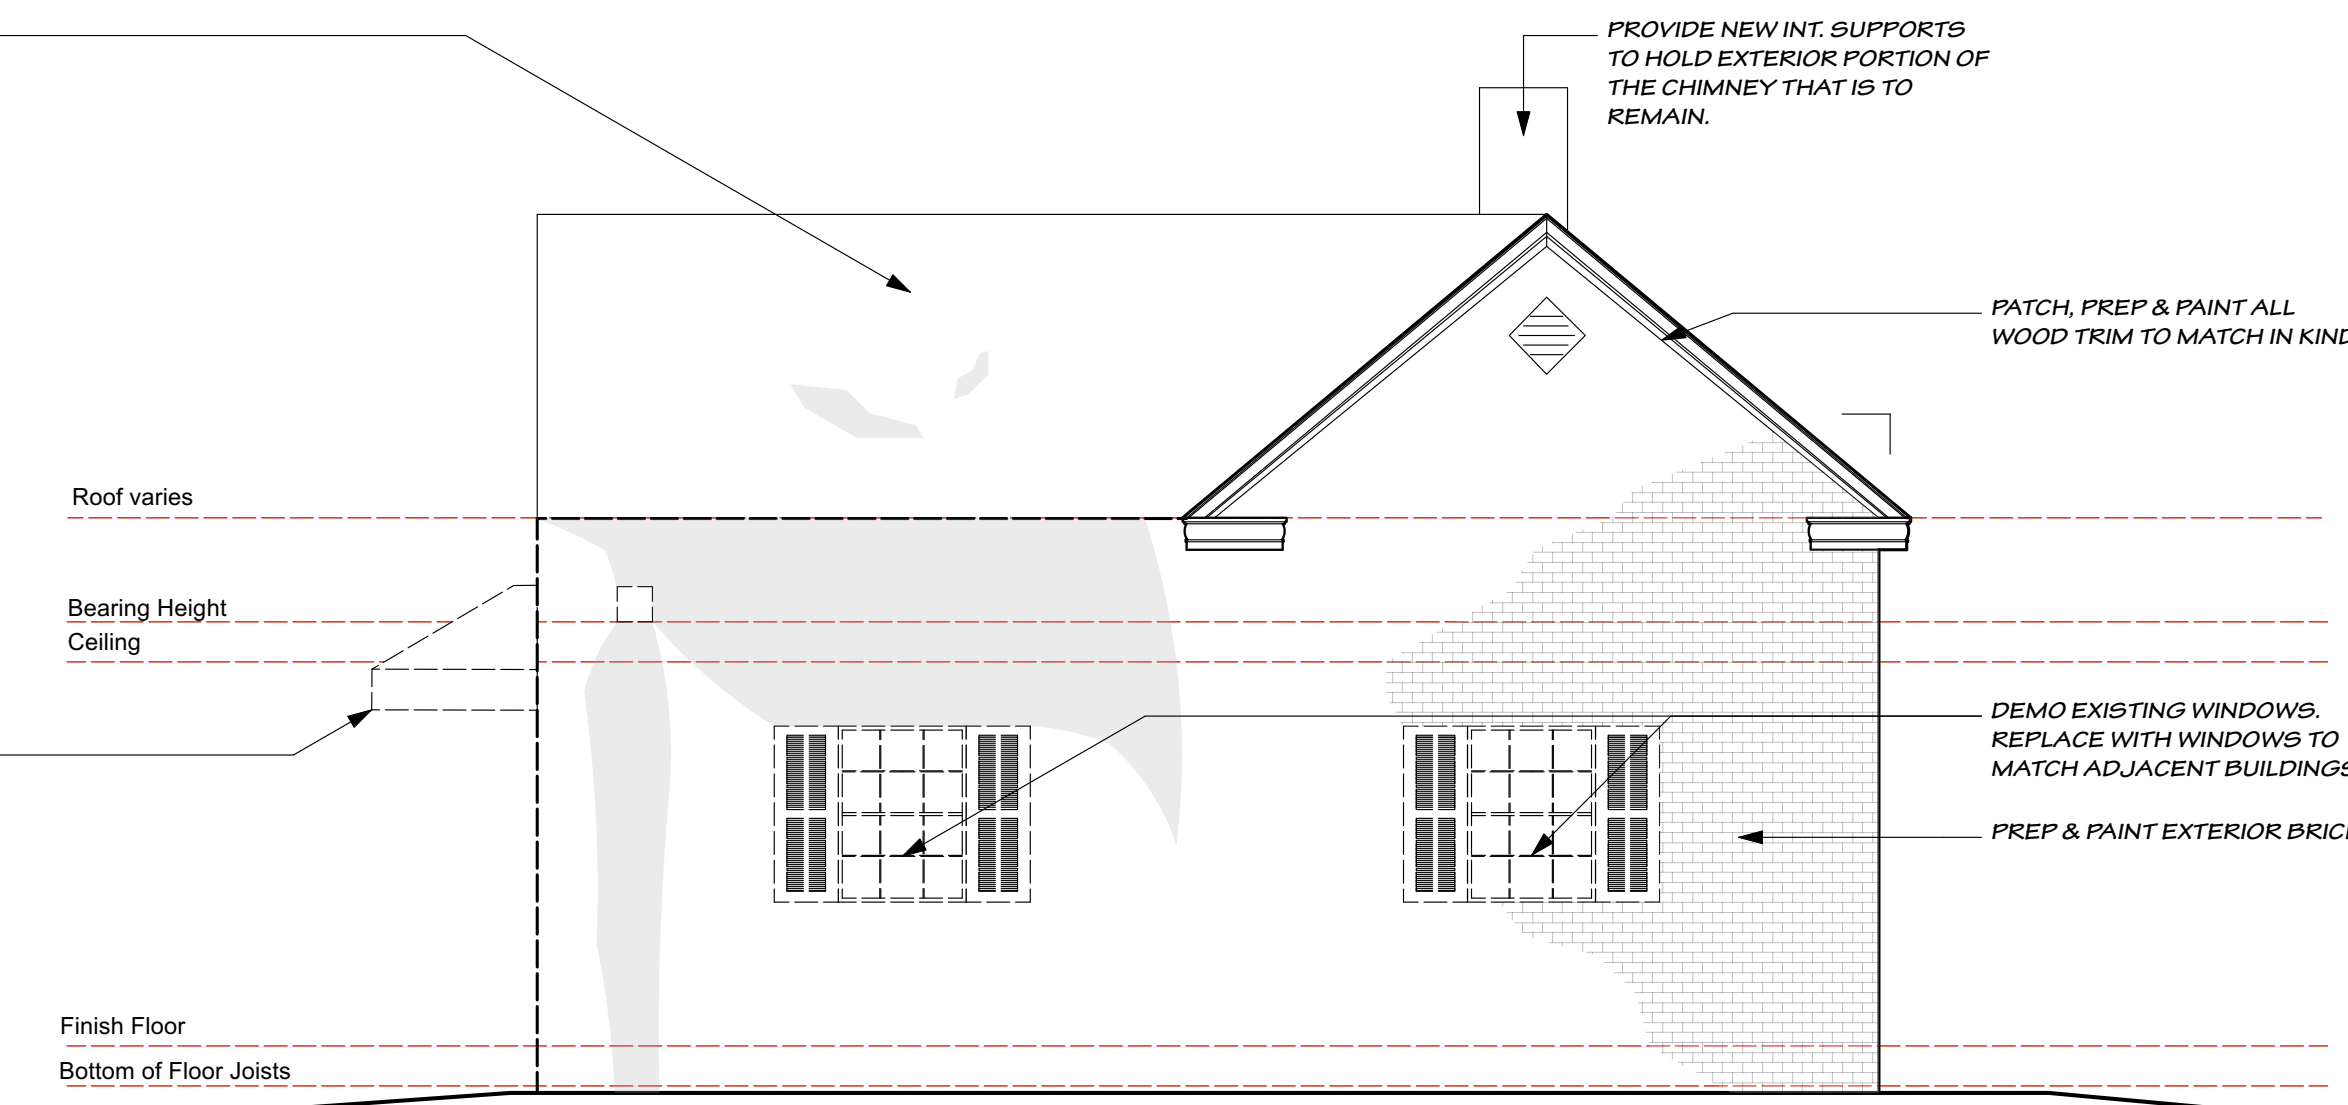 PROVIDE NEW INT. SUPPORTS
TO HOLD EXTERIOR PORTION OF
THE CHIMNEY THAT IS TO
REMAIN.
PATCH, PREP & PAINT ALL
WOOD TRIM TO MATCH IN KIND
Roof varies
Bearing Height
Ceiling
DEMO EXISTING WINDOWS.
REPLACE WITH WINDOWS TO
MATCH ADJACENT BUILDINGS
PREP & PAINT EXTERIOR BRICK
Finish Floor
Bottom of Floor Joists